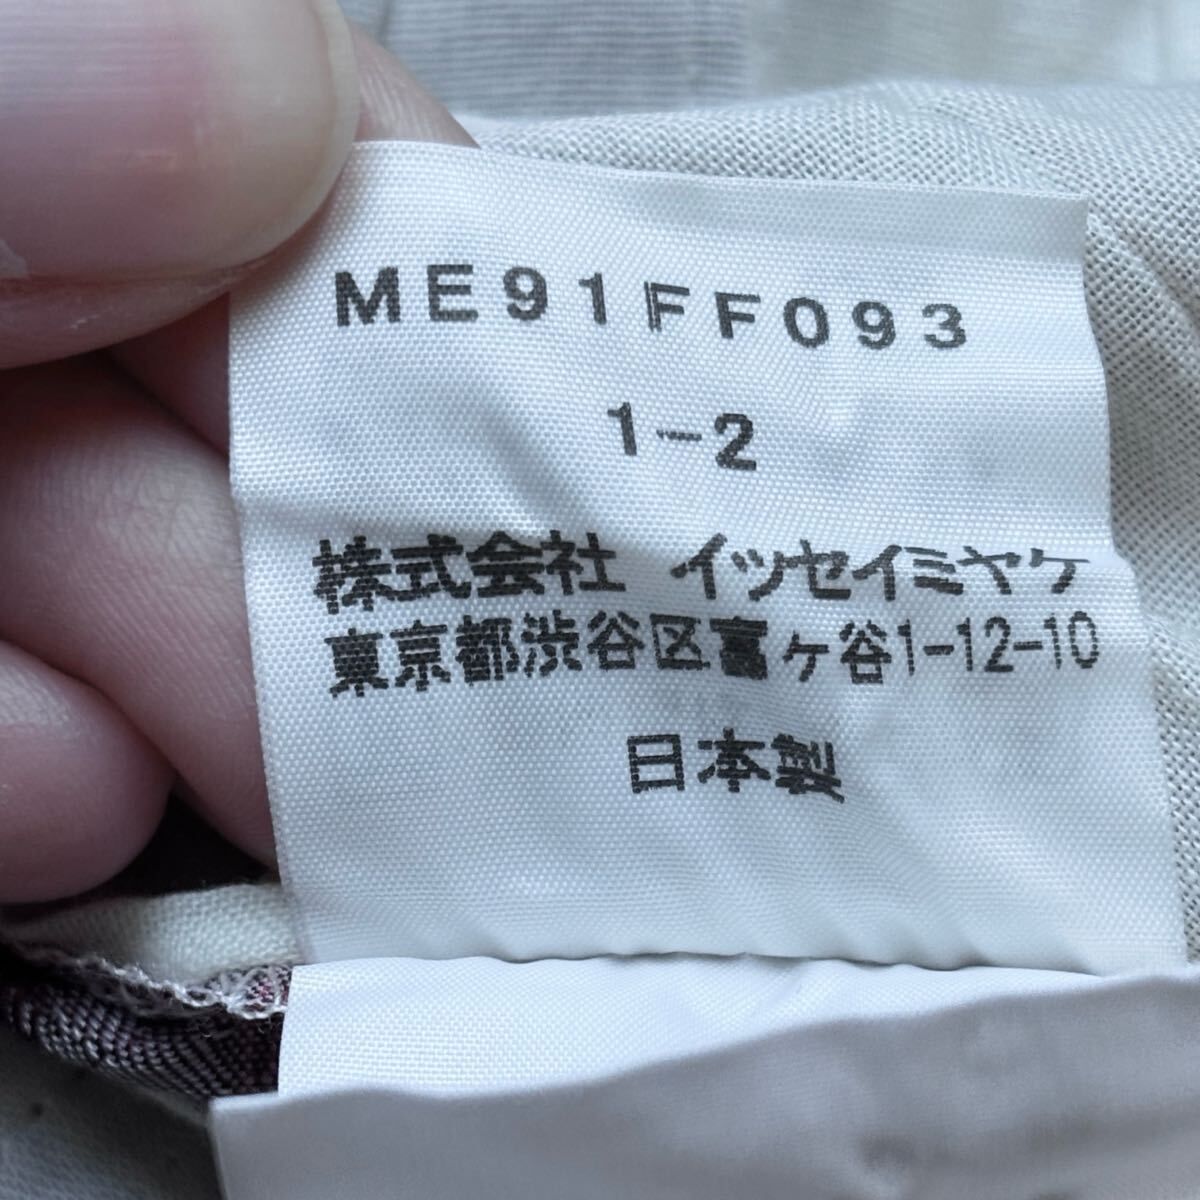 ME91FF093
1-2
株式会社 イッセイミヤケ
東京都渋谷区富ヶ谷1-12-10
日本製